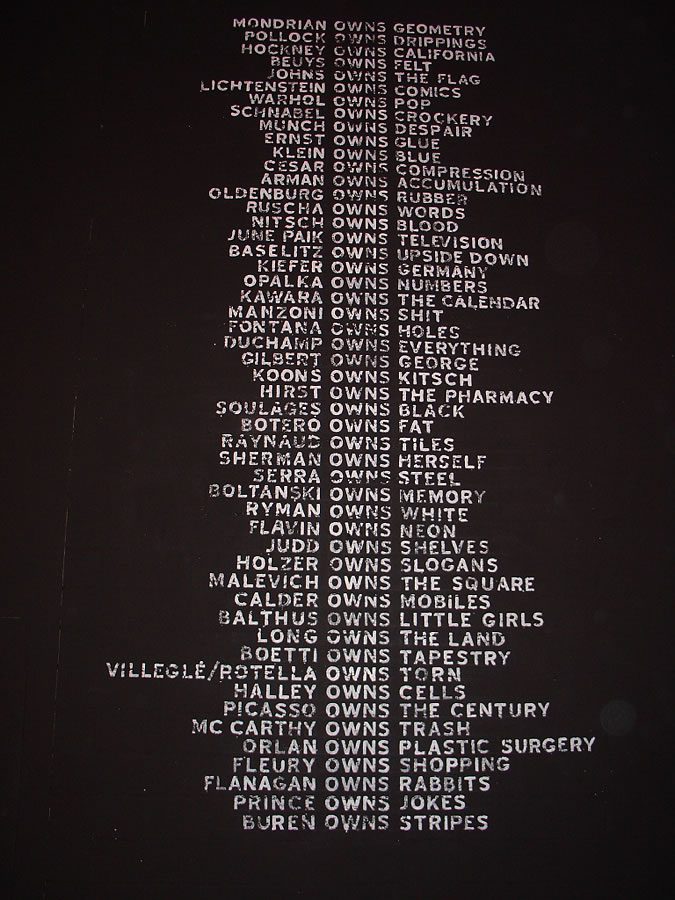 MONDRIAN OWNS GEOMETRY
POLLOCK OWNS DRIPPINGS
HOCKNEY OWNS CALIFORNIA
BEUYS OWNS FELT
JOHNS OWNS THE FLAG
LICHTENSTEIN OWNS COMICS
WARHOL OWNS POP
SCHNABEL OWNS CROCKERY
MUNCH OWNS DESPAIR
ERNST OWNS GLUE
KLEIN OWNS BLUE
CESAR OWNS COMPRESSION
ARMAN OWNS ACCUMULATION
OLDENBURG OWNS RUBBER
RUSCHA OWNS WORDS
NITSCH OWNS BLOOD
JUNE PAIK OWNS TELEVISION
BASELITZ OWNS UPSIDE DOWN
KIEFER OWNS GERMANY
OPALKA OWNS NUMBERS
KAWARA OWNS THE CALENDAR
MANZONI OWNS SHIT
FONTANA OWNS HOLES
DUCHAMP OWNS EVERYTHING
GILBERT OWNS GEORGE
KOONS OWNS KITSCH
HIRST OWNS THE PHARMACY
SOULAGES OWNS BLACK
BOTERO OWNS FAT
RAYNAUD OWNS TILES
SHERMAN OWNS HERSELF
SERRA OWNS STEEL
BOLTANSKI OWNS MEMORY
RYMAN OWNS WHITE
FLAVIN OWNS NEON
JUDD OWNS SHELVES
HOLZER OWNS SLOGANS
MALEVICH OWNS THE SQUARE
CALDER OWNS MOBILES
BALTHUS OWNS LITTLE GIRLS
LONG OWNS THE LAND
BOETTI OWNS TAPESTRY
VILLEGLÉ/ROTELLA OWNS TORN
HALLEY OWNS CELLS
PICASSO OWNS THE CENTURY
MC CARTHY OWNS TRASH
ORLAN OWNS PLASTIC SURGERY
FLEURY OWNS SHOPPING
FLANAGAN OWNS RABBITS
PRINCE OWNS JOKES
BUREN OWNS STRIPES